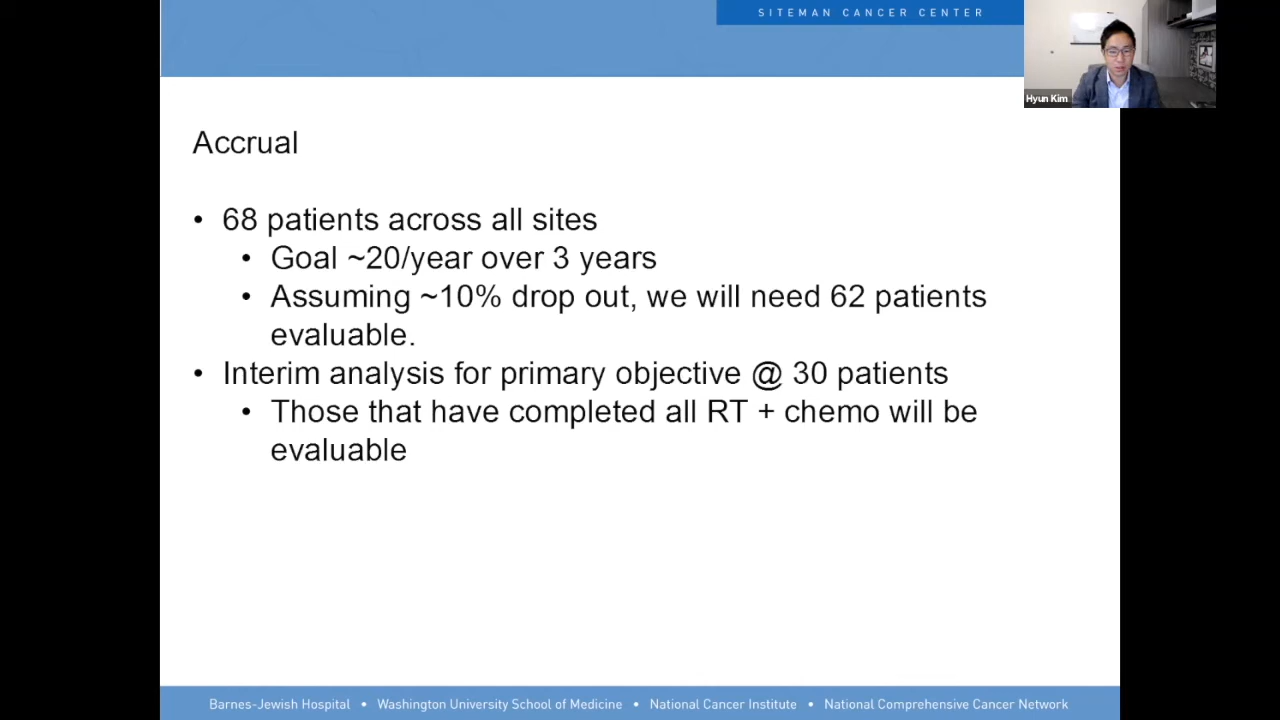 SITEMAN CANCER CENTER
Hyun Kim
Accrual
• 68 patients across all sites
• Goal ~20/year over 3 years
• Assuming ~10% drop out, we will need 62 patients
evaluable.
• Interim analysis for primary objective @ 30 patients
• Those that have completed all RT + chemo will be
evaluable
Barnes-Jewish Hospital • Washington University School of Medicine • National Cancer Institute • National Comprehensive Cancer Network